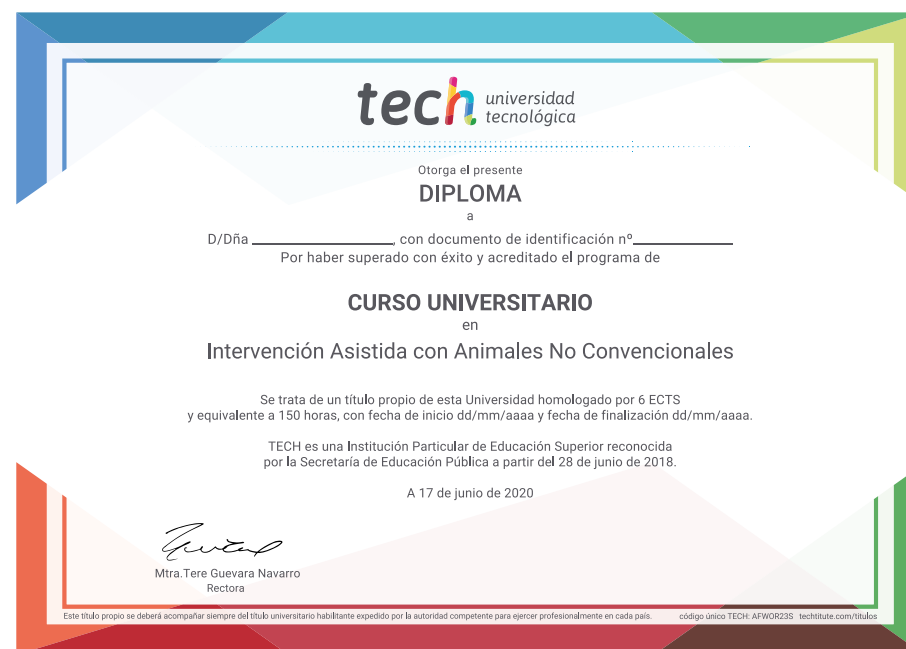 tech universidad
tecnológica
Otorga el presente
DIPLOMA
a
D/Dña ____________________, con documento de identificación nº______________
Por haber superado con éxito y acreditado el programa de
CURSO UNIVERSITARIO
en
Intervención Asistida con Animales No Convencionales
Se trata de un título propio de esta Universidad homologado por 6 ECTS
y equivalente a 150 horas, con fecha de inicio dd/mm/aaaa y fecha de finalización dd/mm/aaaa.
TECH es una Institución Particular de Educación Superior reconocida
por la Secretaría de Educación Pública a partir del 28 de junio de 2018.
A 17 de junio de 2020
Mtra.Tere Guevara Navarro
Rectora
Este título propio se deberá acompañar siempre del título universitario habilitante expedido por la autoridad competente para ejercer profesionalmente en cada país. código único TECH: AFWOR23S techtitute.com/titulos